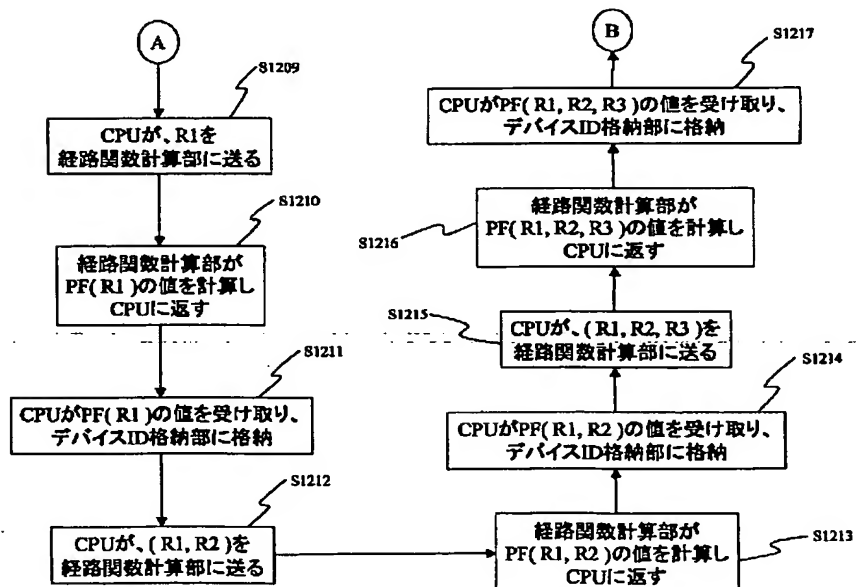 A
S1209
CPUが、R1を
経路関数計算部に送る
S1210
経路関数計算部が
PF( R1 )の値を計算し
CPUに返す
S1211
CPUがPF( R1 )の値を受け取り、
デバイスID格納部に格納
S1212
CPUが、( R1, R2 )を
経路関数計算部に送る
S1213
経路関数計算部が
PF( R1, R2 )の値を計算し
CPUに返す
S1214
CPUがPF( R1, R2 )の値を受け取り、
デバイスID格納部に格納
S1215
CPUが、( R1, R2, R3 )を
経路関数計算部に送る
S1216
経路関数計算部が
PF( R1, R2, R3 )の値を計算し
CPUに返す
S1217
CPUがPF( R1, R2, R3 )の値を受け取り、
デバイスID格納部に格納
B